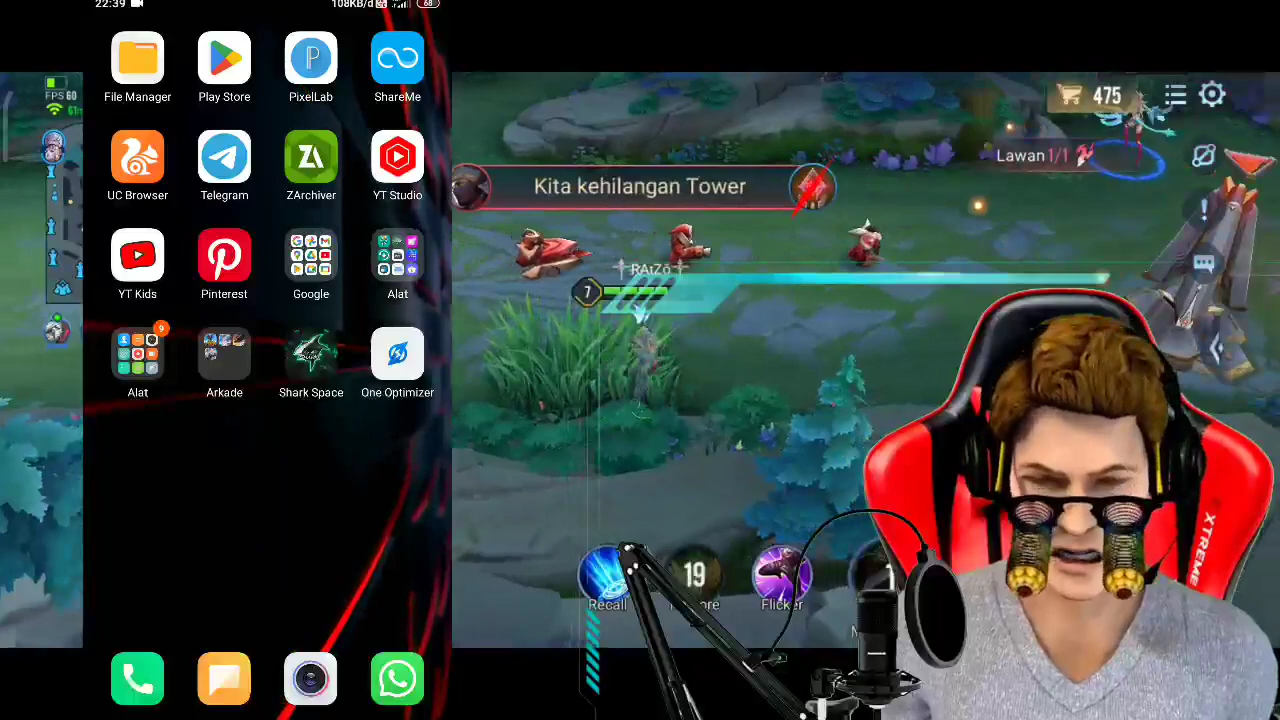 22:39
108KB/d
68
File Manager
Play Store
PixelLab
ShareMe
UC Browser
Telegram
ZArchiver
YT Studio
YT Kids
Pinterest
Google
Alat
9
Alat
Arkade
Shark Space
One Optimizer
FPS 60
475
Lawan 1/1
Kita kehilangan Tower
RAtZo
7
Recall
19
Flicker
XTREME